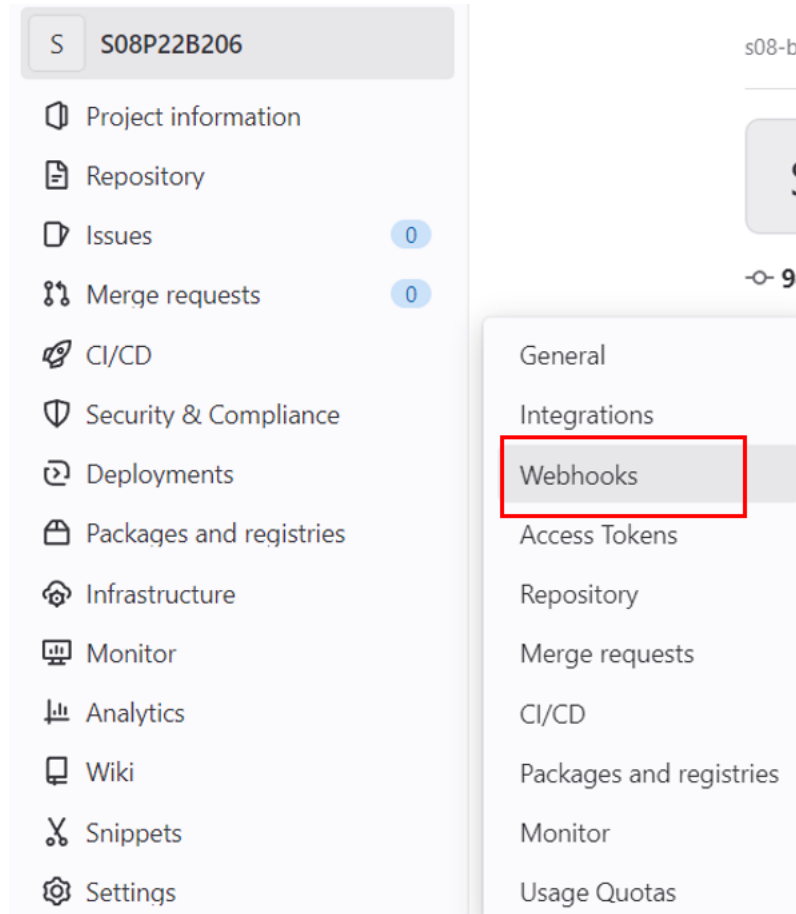 S S08P22B206
Project information
Repository
Issues 0
Merge requests 0
CI/CD
Security & Compliance
Deployments
Packages and registries
Infrastructure
Monitor
Analytics
Wiki
Snippets
Settings
s08-b
9
General
Integrations
Webhooks
Access Tokens
Repository
Merge requests
CI/CD
Packages and registries
Monitor
Usage Quotas